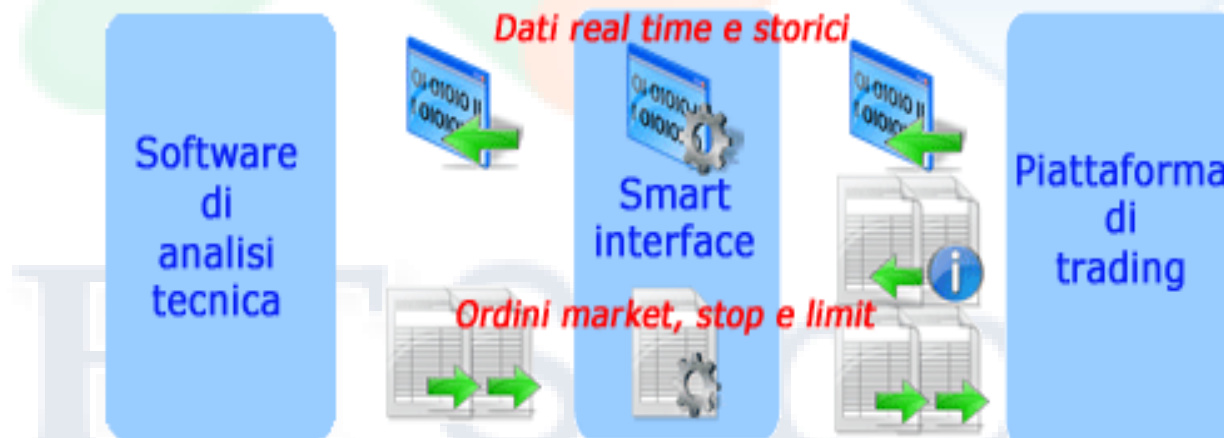 Dati real time e storici
Software
di
analisi
tecnica
Smart
interface
Piattaforma
di
trading
Ordini market, stop e limit